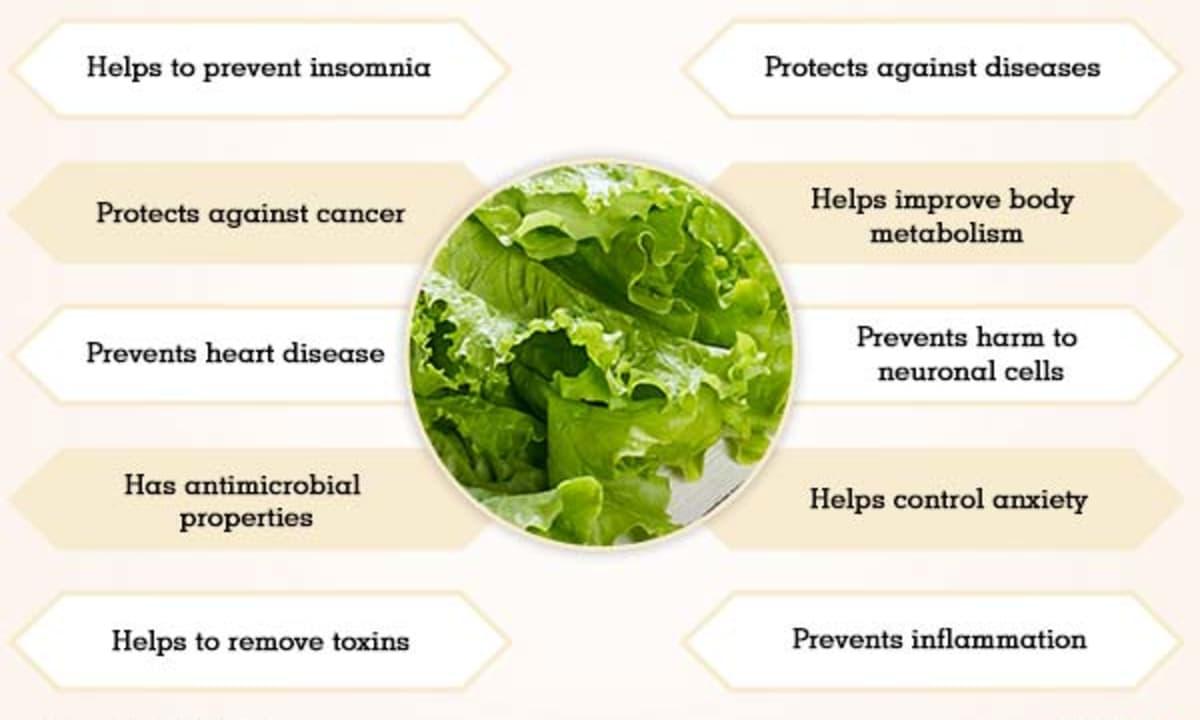 Helps to prevent insomnia
Protects against diseases
Protects against cancer
Helps improve body
metabolism
Prevents heart disease
Prevents harm to
neuronal cells
Has antimicrobial
properties
Helps control anxiety
Helps to remove toxins
Prevents inflammation